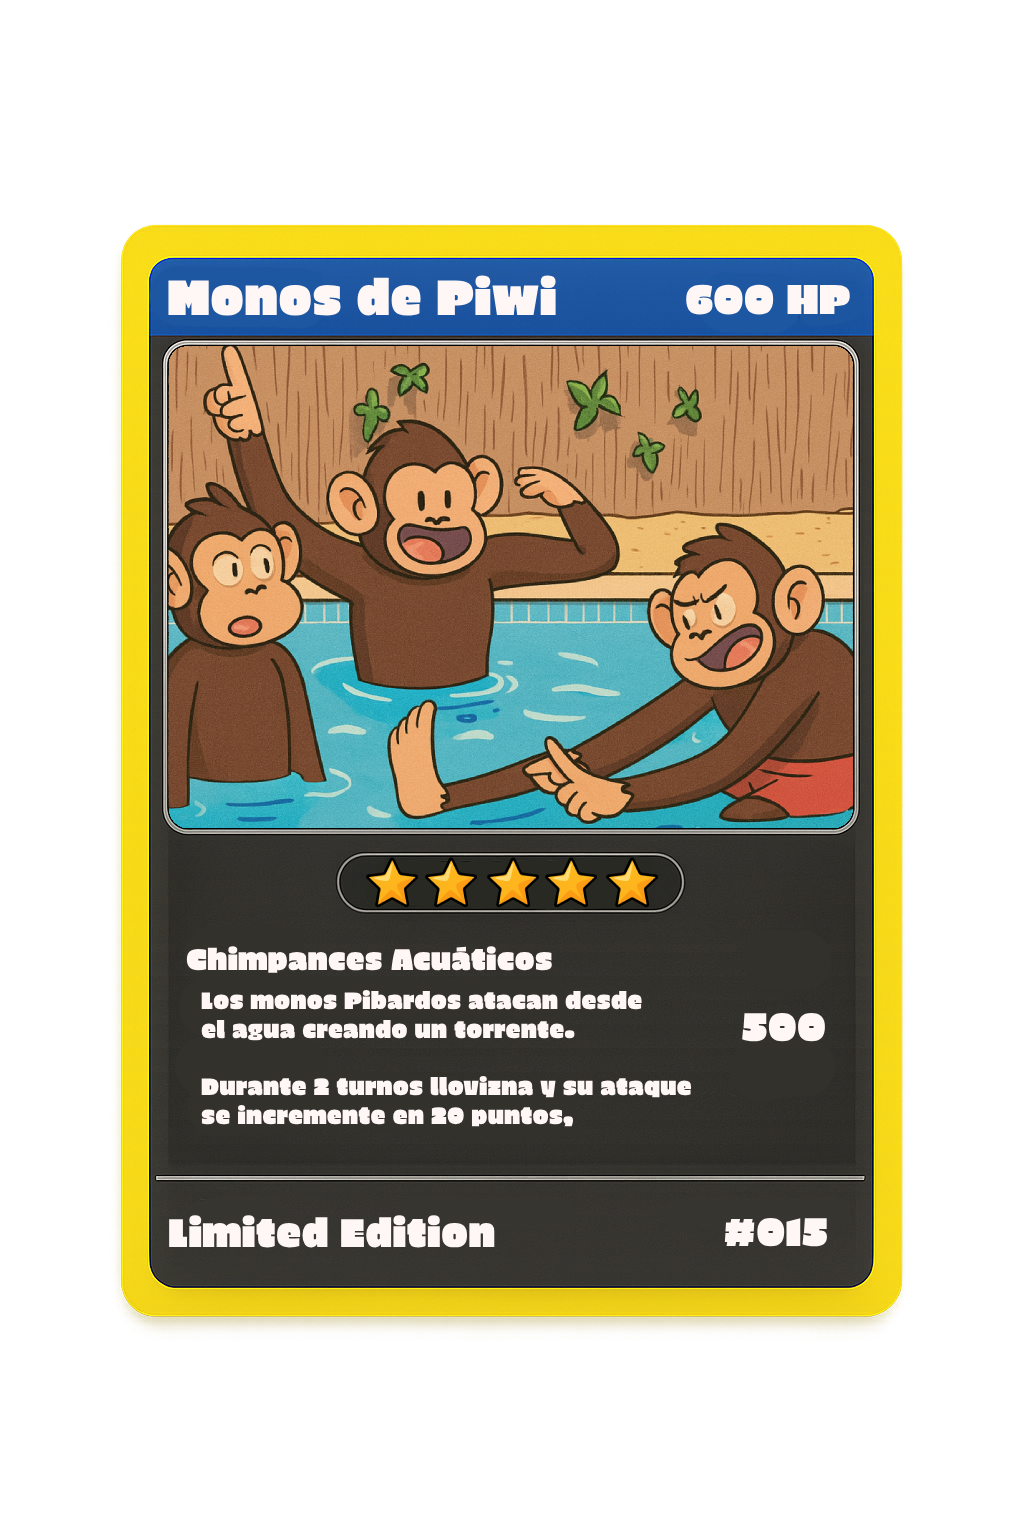 Monos de Piwi
600 HP
Chimpances Acuáticos
Los monos Pibardos atacan desde
el agua creando un torrente.
500
Durante 2 turnos llovizna y su ataque
se incremente en 20 puntos,
Limited Edition
#015